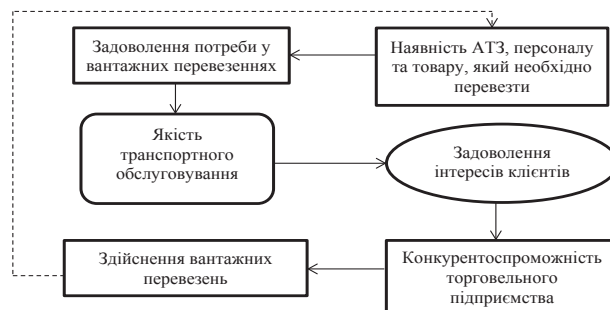 Задоволення потреби у
вантажних перевезеннях
Наявність АТЗ, персоналу
та товару, який необхідно
перевезти
Якість
транспортного
обслуговування
Задоволення
інтересів клієнтів
Здійснення вантажних
перевезень
Конкурентоспроможність
торговельного
підприємства